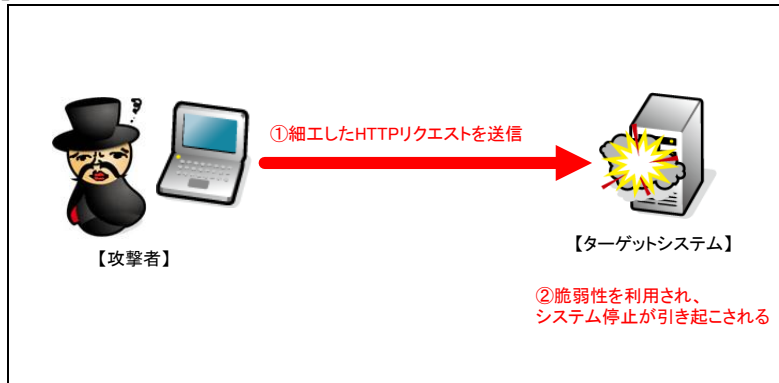 ①細工したHTTPリクエストを送信
【攻撃者】
【ターゲットシステム】
②脆弱性を利用され、
システム停止が引き起こされる